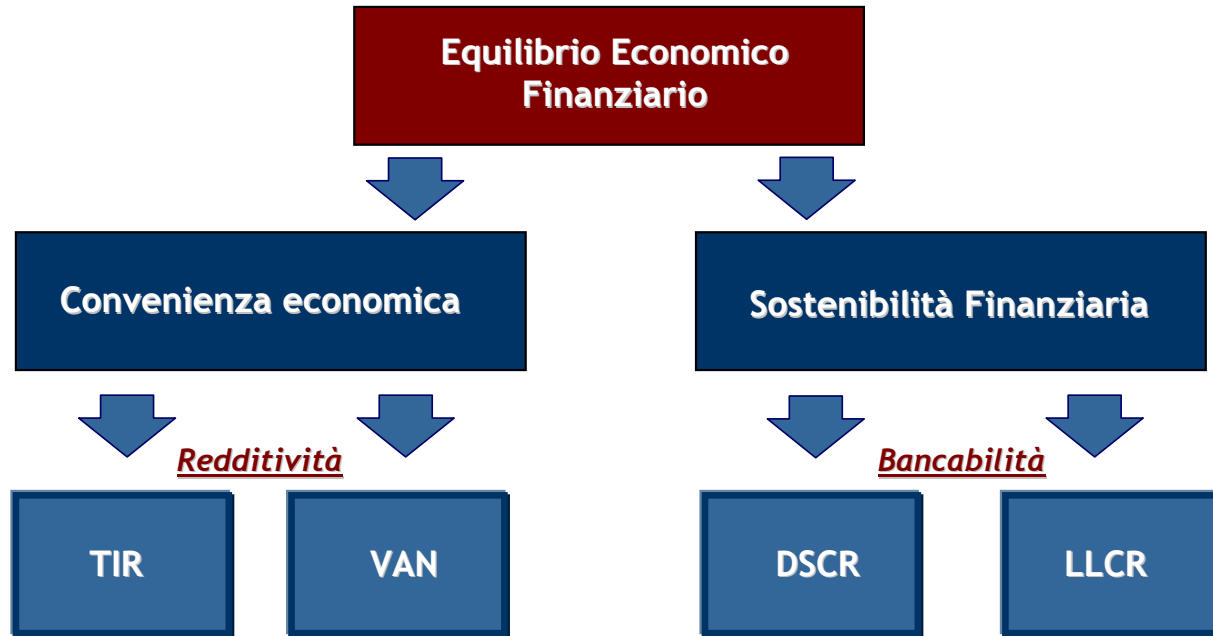 Equilibrio Economico
Finanziario
Convenienza economica
Sostenibilità Finanziaria
Redditività
Bancabilità
TIR
VAN
DSCR
LLCR